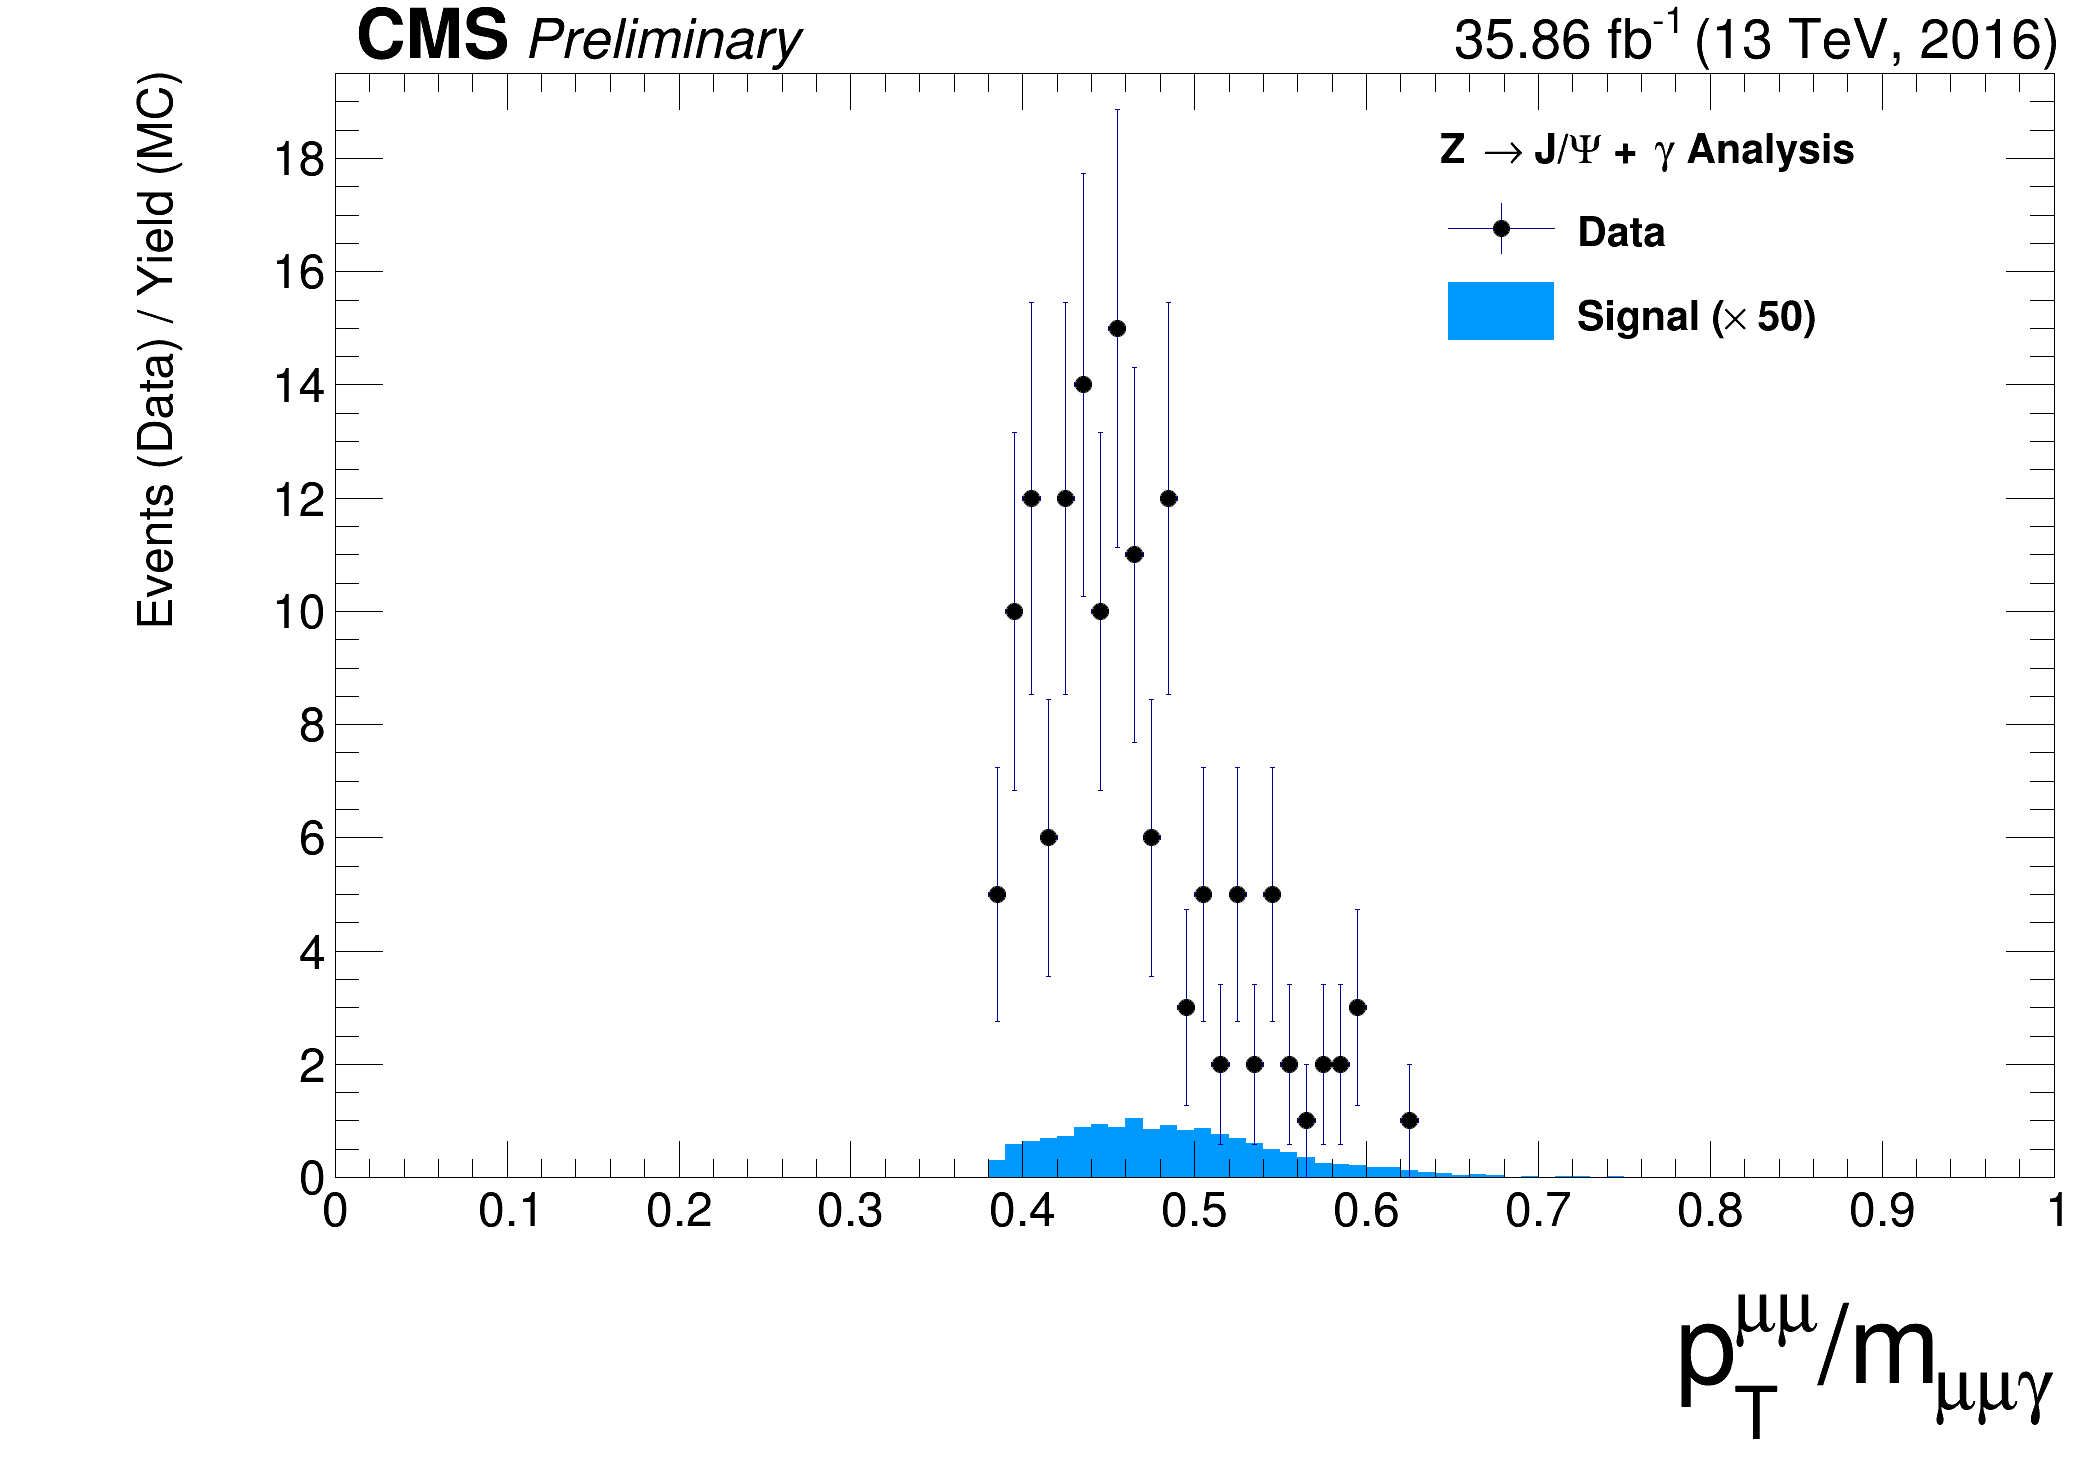 CMS Preliminary 35.86 fb⁻¹ (13 TeV, 2016)
Events (Data) / Yield (MC)
Z → J/Ψ + γ Analysis
Data
Signal (× 50)
18
16
14
12
10
8
6
4
2
0
0 0.1 0.2 0.3 0.4 0.5 0.6 0.7 0.8 0.9 1
p_T^μμ/m_μμγ